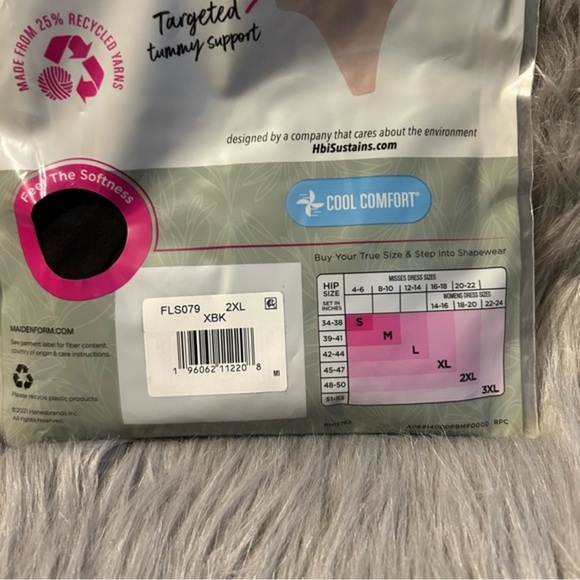 MADE FROM 25% RECYCLED YARNS
Targeted
tummy support
designed by a company that cares about the environment
HbiSustains.com
Feel The Softness
COOL COMFORT®
Buy Your True Size & Step Into Shapewear
HIP SIZE
SET IN INCHES
MISSES DRESS SIZES
4-6 8-10 12-14 16-18 20-22
WOMENS DRESS SIZES
14-16 18-20 22-24
34-38 S
39-41 M
42-44 L
45-47 XL
48-50 2XL
51-53 3XL
FLS079 2XL
XBK
1 96062 11220 8
MI
MAIDENFORM.COM
See garment label for fiber content,
country of origin & care instructions.
Please recycle plastic products.
©2021 Hanesbrands Inc.
All rights reserved.
RPC